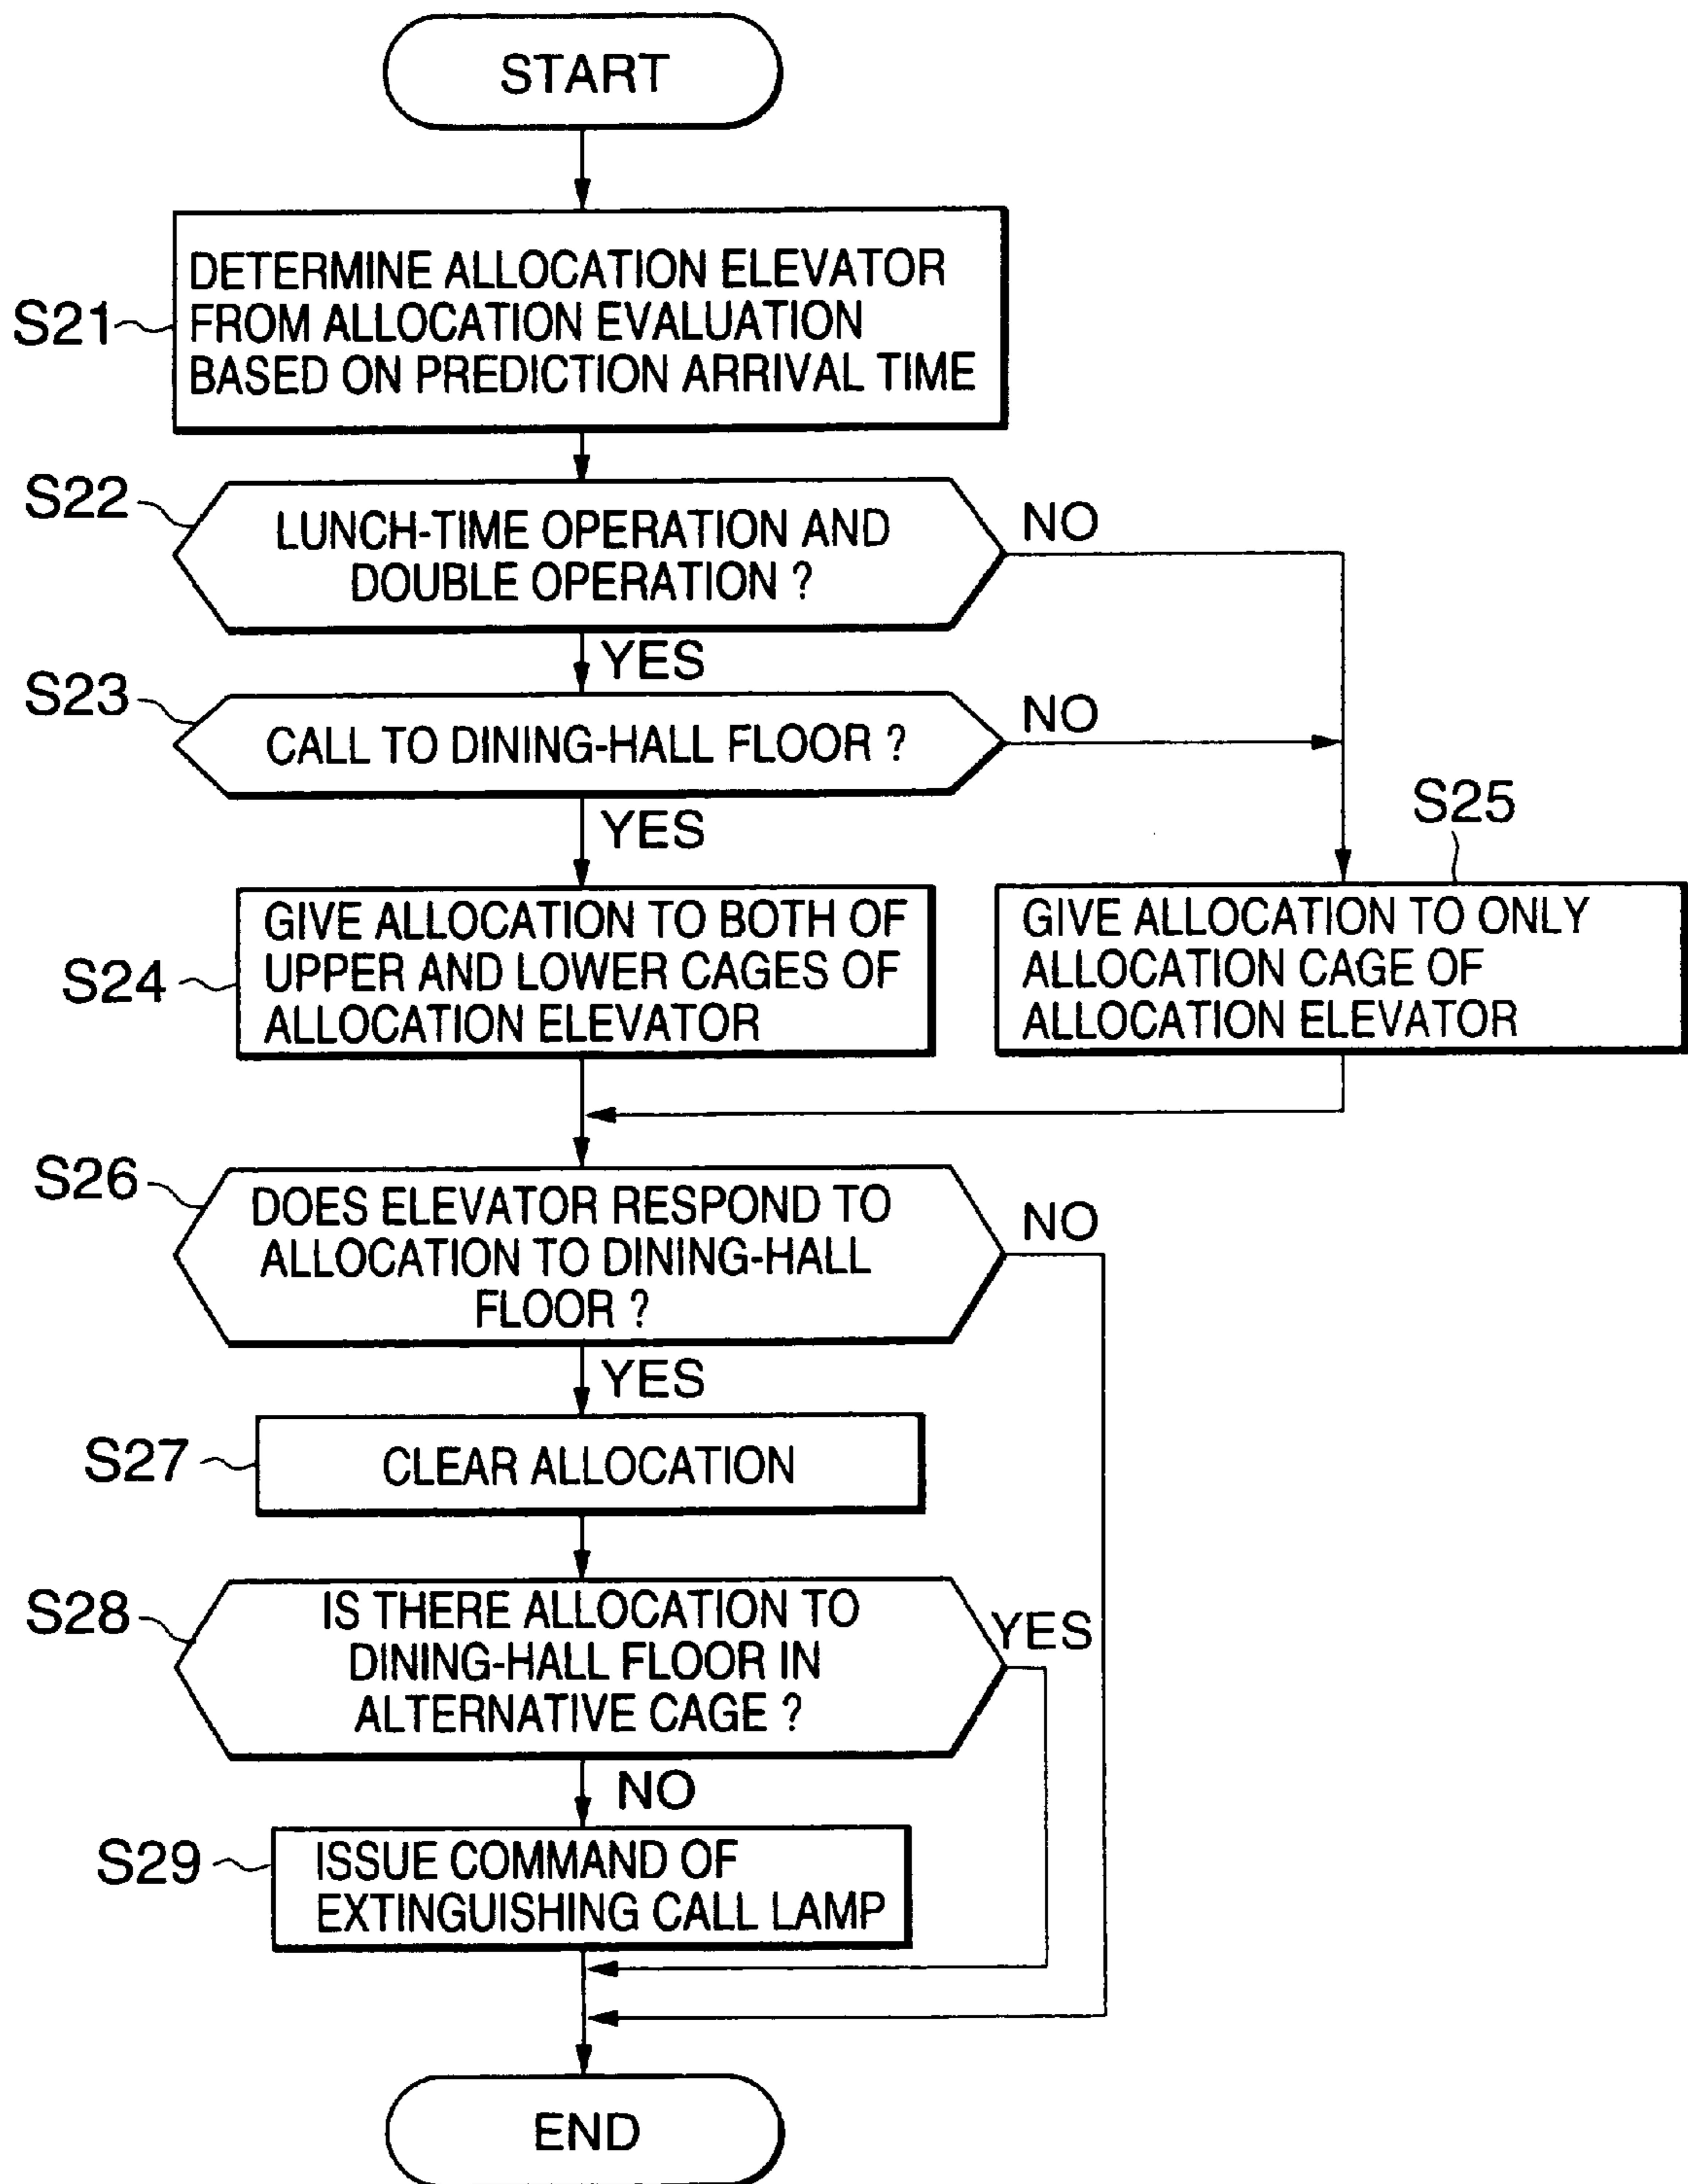 START
S21
DETERMINE ALLOCATION ELEVATOR
FROM ALLOCATION EVALUATION
BASED ON PREDICTION ARRIVAL TIME
S22
LUNCH-TIME OPERATION AND
DOUBLE OPERATION ?
NO
YES
S23
CALL TO DINING-HALL FLOOR ?
NO
YES
S24
GIVE ALLOCATION TO BOTH OF
UPPER AND LOWER CAGES OF
ALLOCATION ELEVATOR
S25
GIVE ALLOCATION TO ONLY
ALLOCATION CAGE OF
ALLOCATION ELEVATOR
S26
DOES ELEVATOR RESPOND TO
ALLOCATION TO DINING-HALL
FLOOR ?
NO
YES
S27
CLEAR ALLOCATION
S28
IS THERE ALLOCATION TO
DINING-HALL FLOOR IN
ALTERNATIVE CAGE ?
YES
NO
S29
ISSUE COMMAND OF
EXTINGUISHING CALL LAMP
END